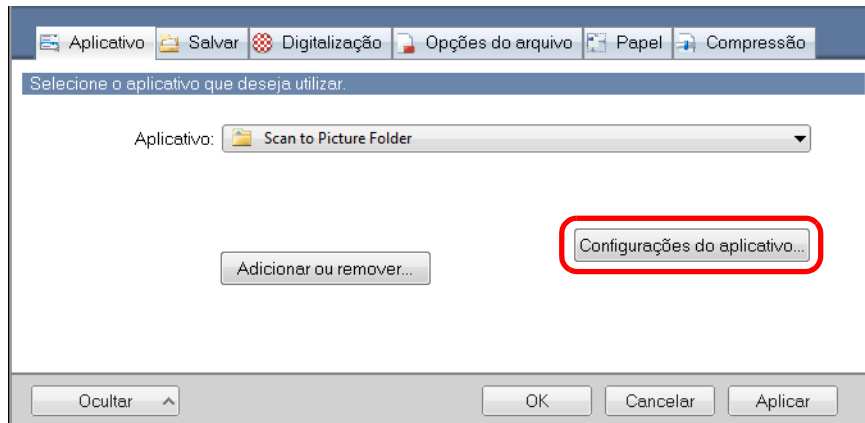 Aplicativo Salvar Digitalização Opções do arquivo Papel Compressão
Selecione o aplicativo que deseja utilizar.
Aplicativo: Scan to Picture Folder
Configurações do aplicativo...
Adicionar ou remover...
Ocultar OK Cancelar Aplicar